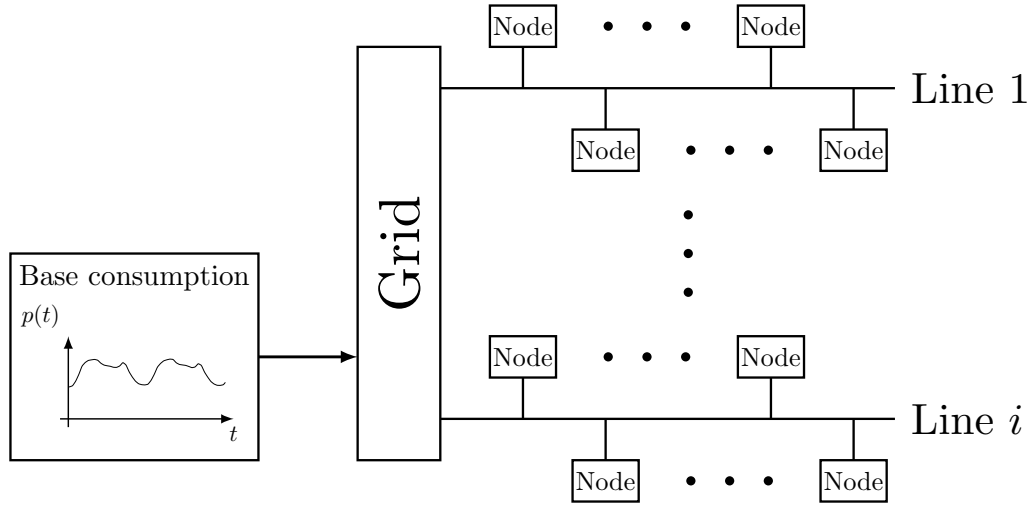 Node
Node
Line 1
Node
Node
Grid
Base consumption
p(t)
t
Node
Node
Line i
Node
Node